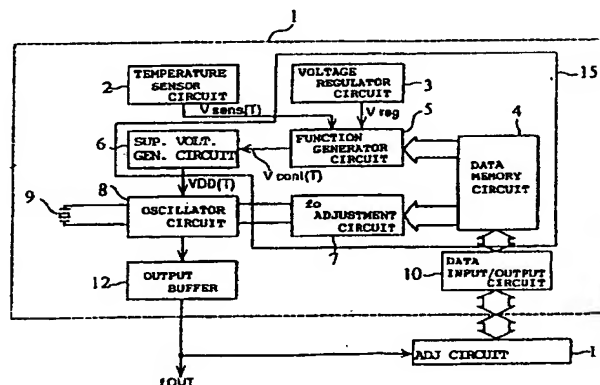 1
2
TEMPERATURE
SENSOR
CIRCUIT
VOLTAGE
REGULATOR
CIRCUIT
3
15
V sens(T)
V reg
5
4
6
SUP. VOLT.
GEN. CIRCUIT
FUNCTION
GENERATOR
CIRCUIT
DATA
MEMORY
CIRCUIT
V conl(T)
8
VDD(T)
9
OSCILLATOR
CIRCUIT
fo
ADJUSTMENT
CIRCUIT
7
12
OUTPUT
BUFFER
10
DATA
INPUT/OUTPUT
CIRCUIT
ADJ CIRCUIT
1
fOUT